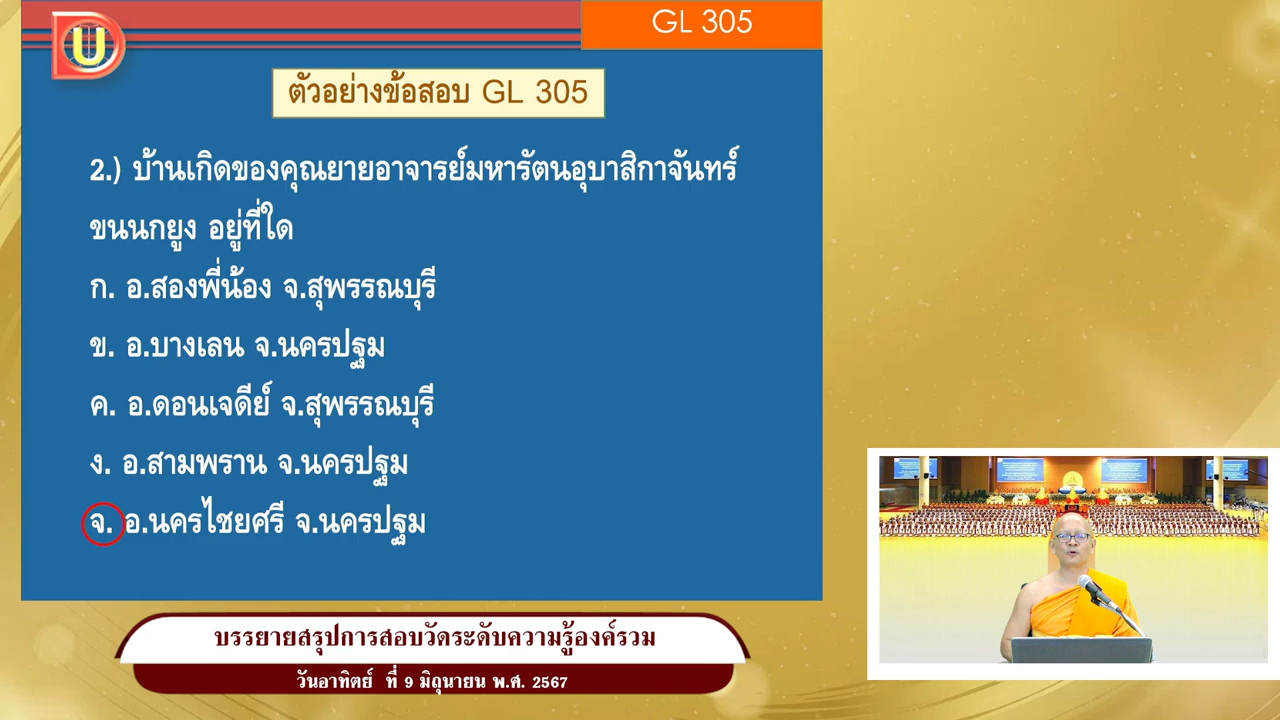 GL 305
U
ตัวอย่างข้อสอบ GL 305
2.) บ้านเกิดของคุณยายอาจารย์มหารัตนอุบาสิกาจันทร์
ขนนกยูง อยู่ที่ใด
ก. อ.สองพี่น้อง จ.สุพรรณบุรี
ข. อ.บางเลน จ.นครปฐม
ค. อ.ดอนเจดีย์ จ.สุพรรณบุรี
ง. อ.สามพราน จ.นครปฐม
จ. อ.นครไชยศรี จ.นครปฐม
บรรยายสรุปการสอบวัดระดับความรู้องค์รวม
วันอาทิตย์ ที่ 9 มิถุนายน พ.ศ. 2567